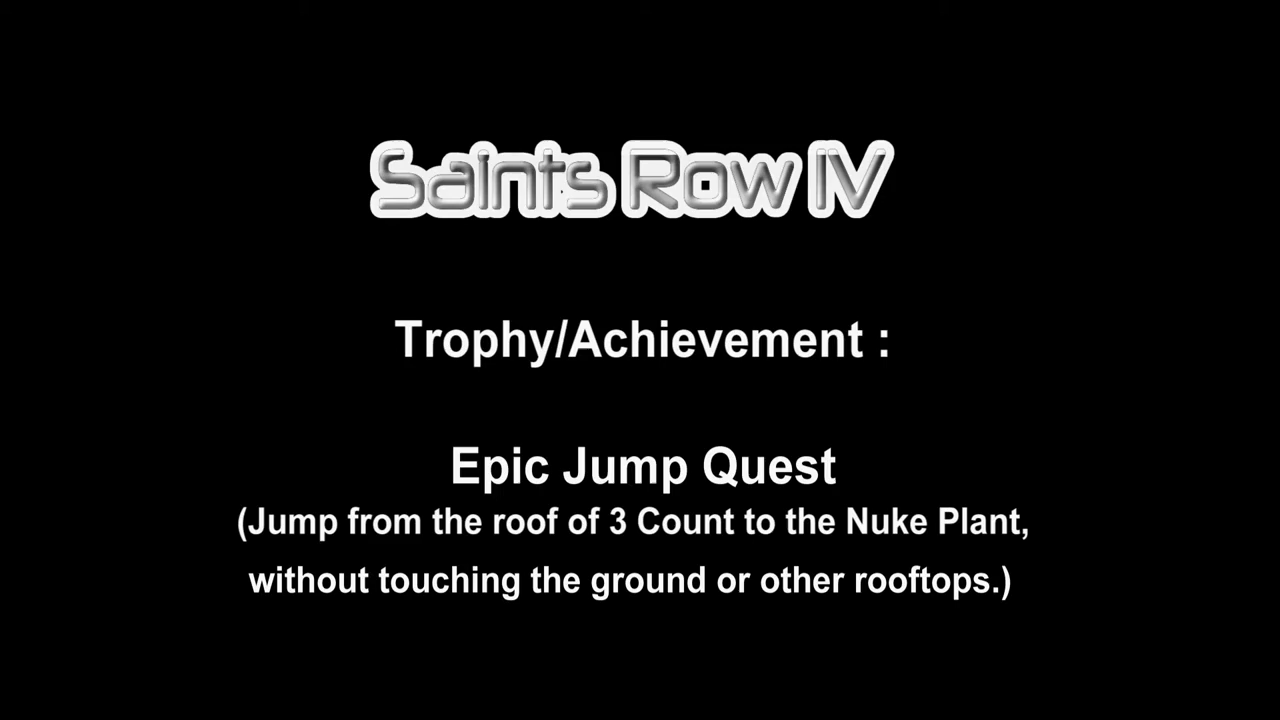 Saints Row IV
Trophy/Achievement :
Epic Jump Quest
(Jump from the roof of 3 Count to the Nuke Plant,
without touching the ground or other rooftops.)